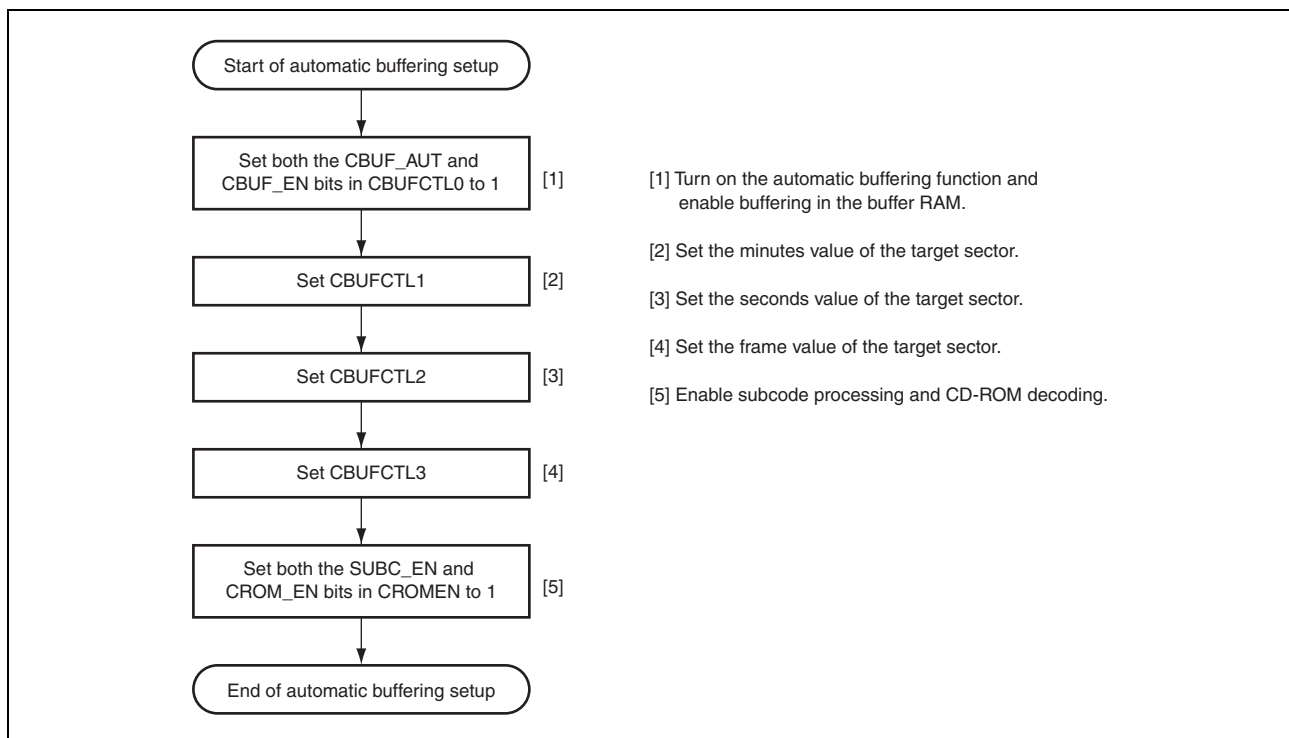 Start of automatic buffering setup
Set both the CBUF_AUT and
CBUF_EN bits in CBUFCTL0 to 1
[1]
Set CBUFCTL1
[2]
Set CBUFCTL2
[3]
Set CBUFCTL3
[4]
Set both the SUBC_EN and
CROM_EN bits in CROMEN to 1
[5]
End of automatic buffering setup
[1] Turn on the automatic buffering function and
enable buffering in the buffer RAM.
[2] Set the minutes value of the target sector.
[3] Set the seconds value of the target sector.
[4] Set the frame value of the target sector.
[5] Enable subcode processing and CD-ROM decoding.